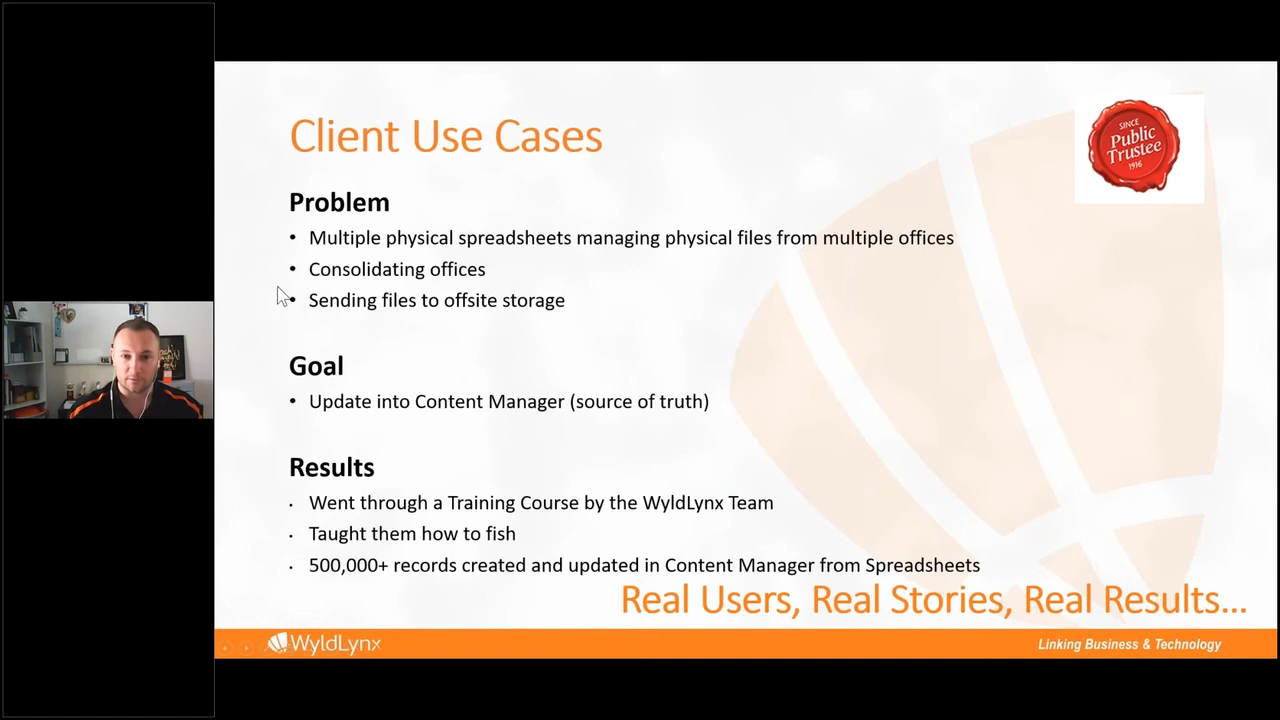 Client Use Cases
SINCE
Public
Trustee
1916
Problem
• Multiple physical spreadsheets managing physical files from multiple offices
• Consolidating offices
• Sending files to offsite storage
Goal
• Update into Content Manager (source of truth)
Results
• Went through a Training Course by the WyldLynx Team
• Taught them how to fish
• 500,000+ records created and updated in Content Manager from Spreadsheets
Real Users, Real Stories, Real Results...
WyldLynx
Linking Business & Technology